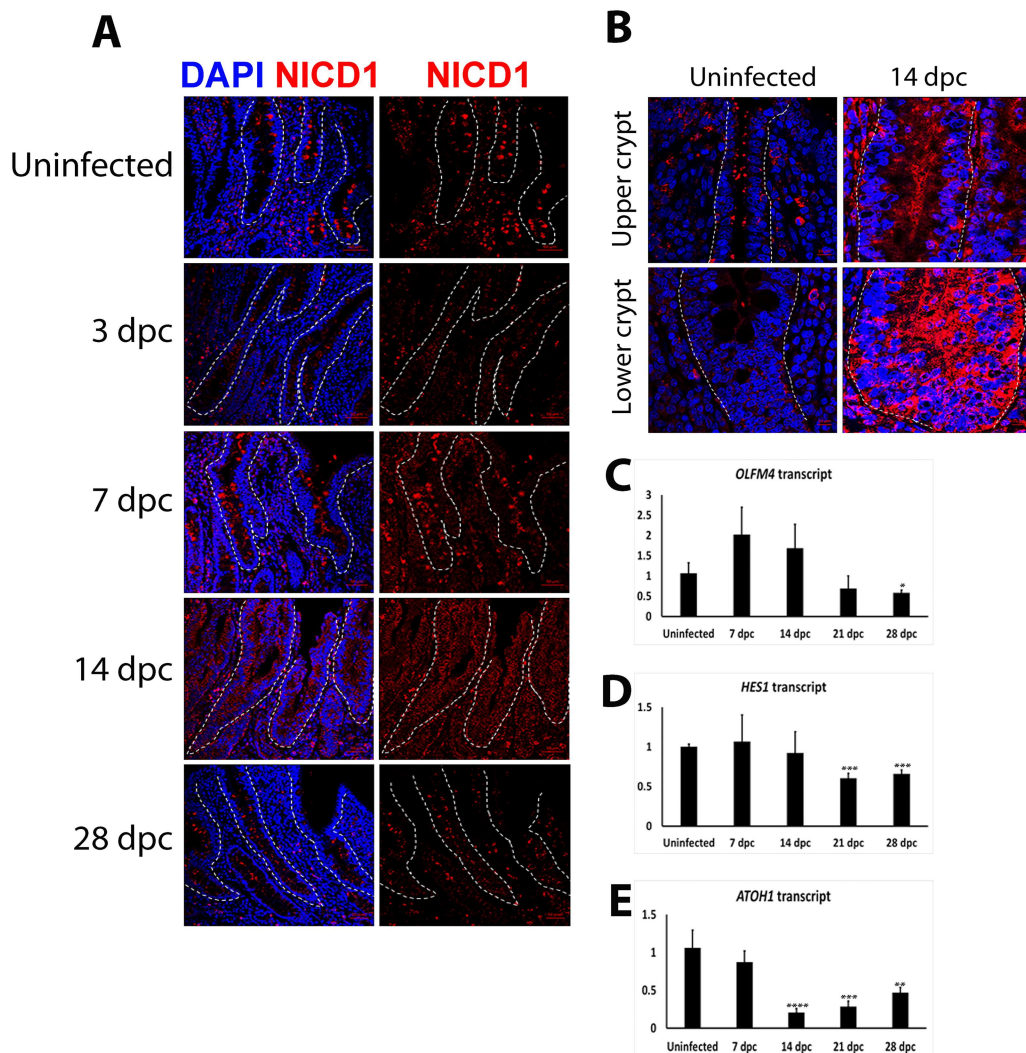 A
DAPI NICD1 NICD1
Uninfected
3 dpc
7 dpc
14 dpc
28 dpc
B
Uninfected 14 dpc
Upper crypt
Lower crypt
C
OLFM4 transcript
3
2.5
2
1.5
1
0.5
0
*
Uninfected 7 dpc 14 dpc 21 dpc 28 dpc
D
HES1 transcript
1.5
1
0.5
0
*** ***
Uninfected 7 dpc 14 dpc 21 dpc 28 dpc
E
ATOH1 transcript
1.5
1
0.5
0
**** *** **
Uninfected 7 dpc 14 dpc 21 dpc 28 dpc